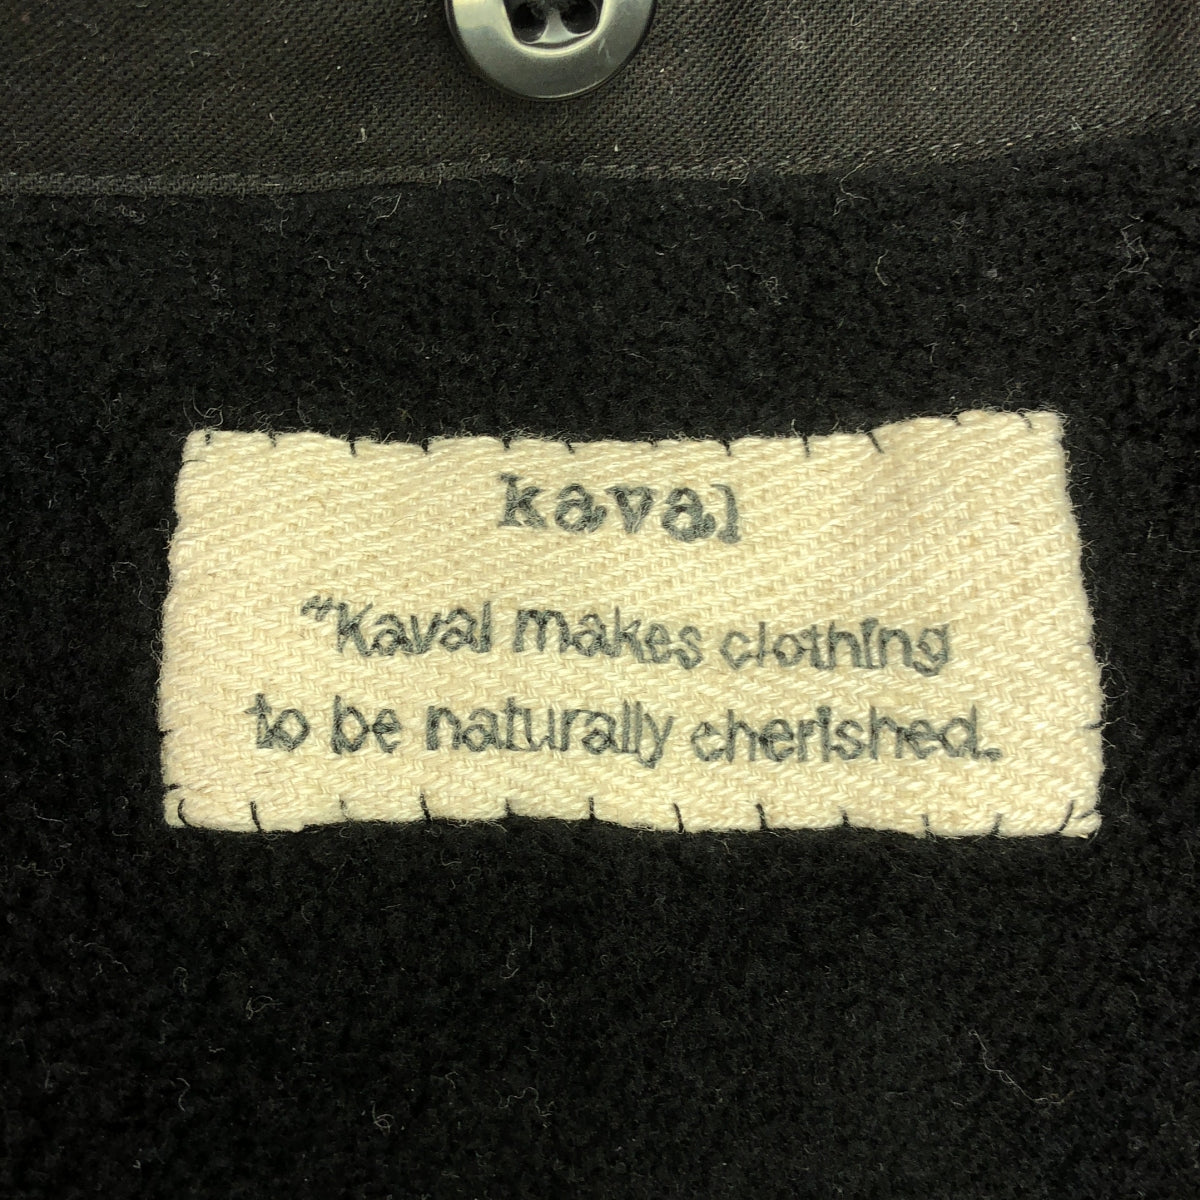 kaval
"Kaval makes clothing
to be naturally cherished.